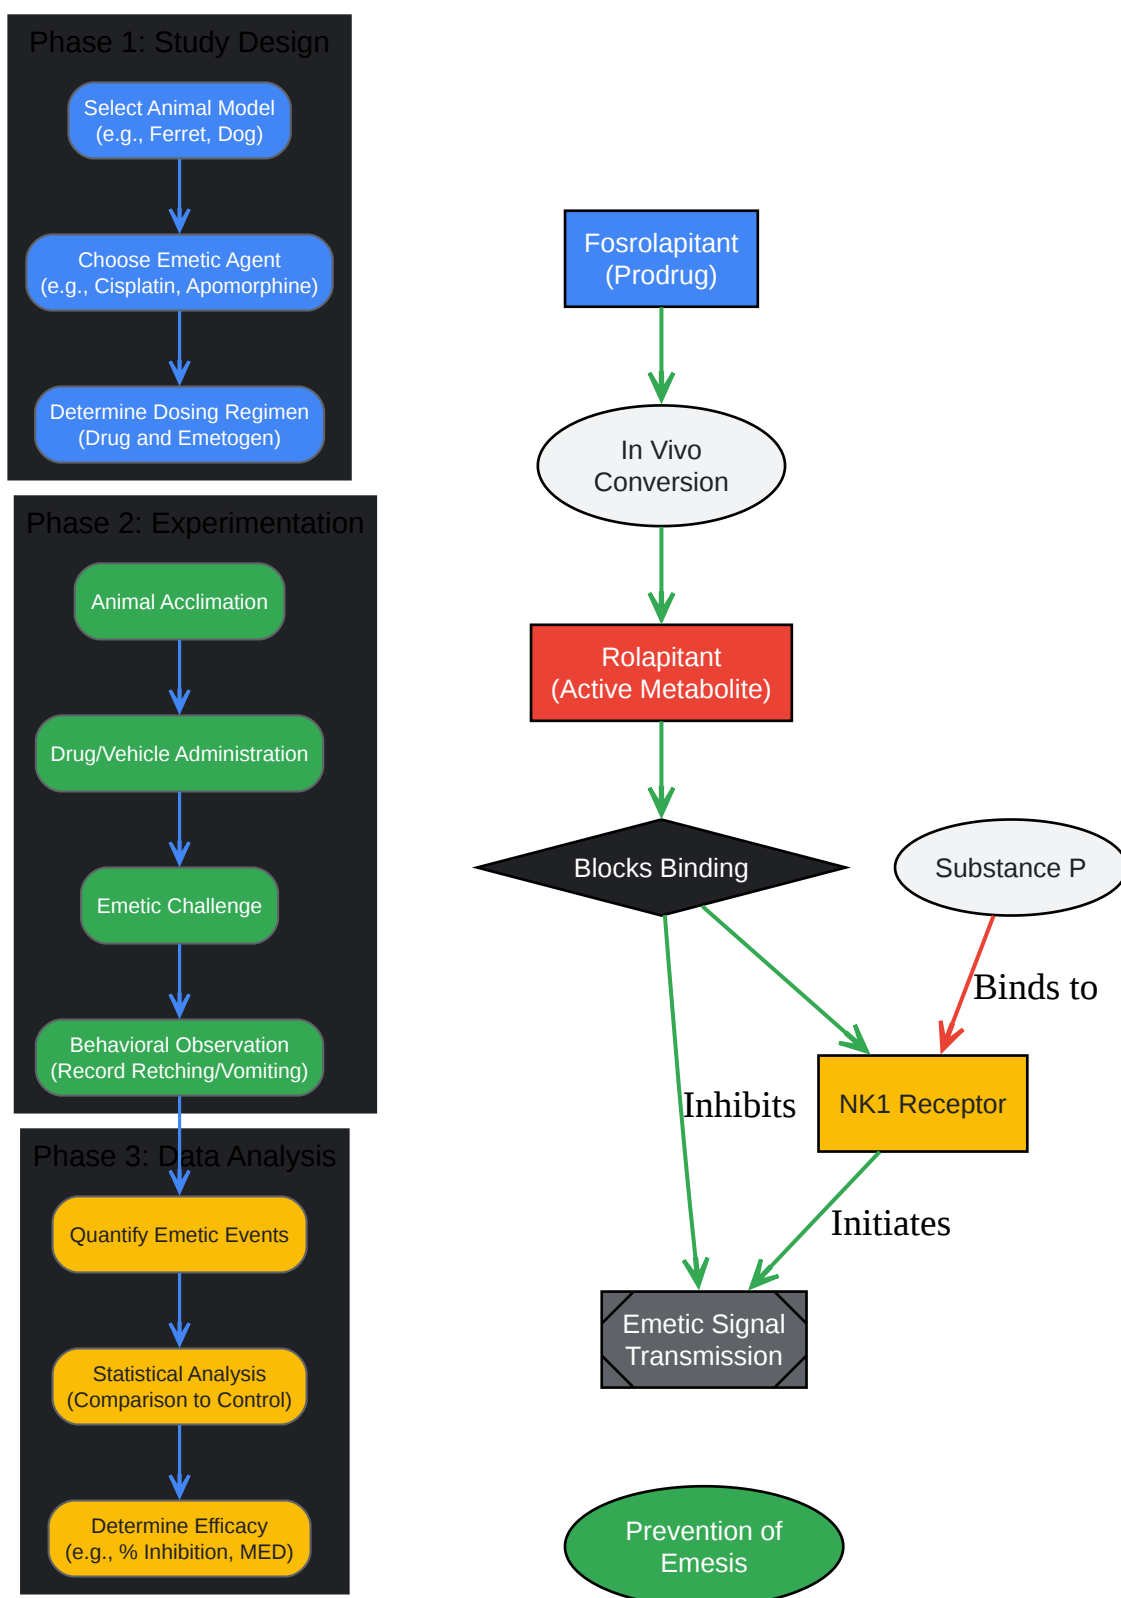 Phase 1: Study Design
Select Animal Model
(e.g., Ferret, Dog)
Choose Emetic Agent
(e.g., Cisplatin, Apomorphine)
Determine Dosing Regimen
(Drug and Emetogen)
Phase 2: Experimentation
Animal Acclimation
Drug/Vehicle Administration
Emetic Challenge
Behavioral Observation
(Record Retching/Vomiting)
Phase 3: Data Analysis
Quantify Emetic Events
Statistical Analysis
(Comparison to Control)
Determine Efficacy
(e.g., % Inhibition, MED)
Fosrolapitant
(Prodrug)
In Vivo
Conversion
Rolapitant
(Active Metabolite)
Blocks Binding
Substance P
Binds to
Inhibits
NK1 Receptor
Initiates
Emetic Signal
Transmission
Prevention of
Emesis